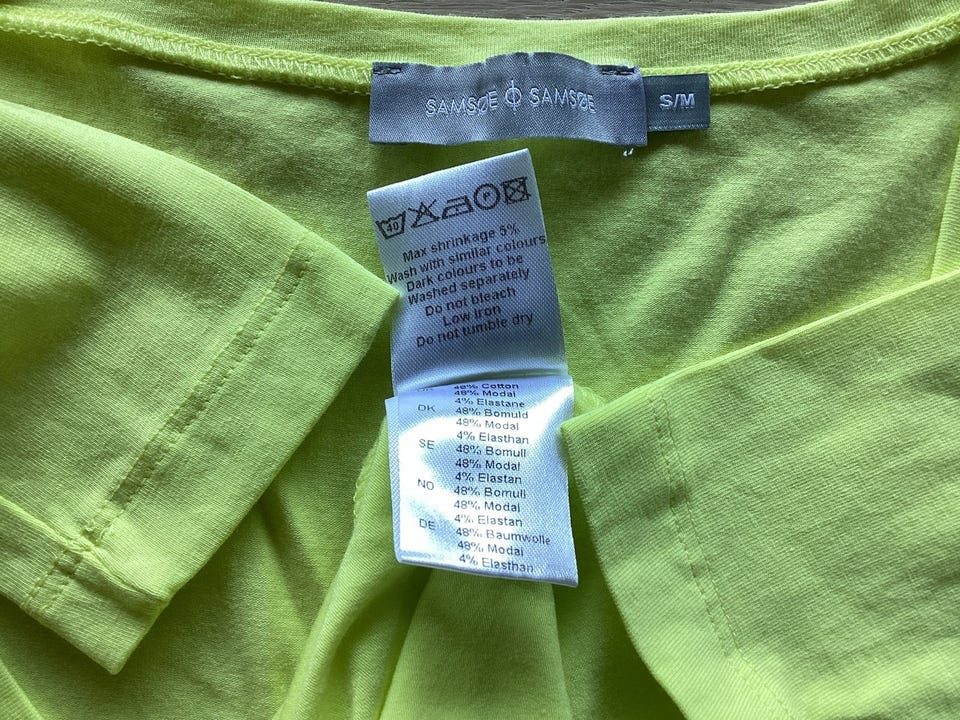 SAMSØE Φ SAMSØE
S/M
40
P
Max shrinkage 5%
Wash with similar colours
Dark colours to be
Washed separately
Do not bleach
Low iron
Do not tumble dry
48% Cotton
48% Modal
4% Elastane
DK 48% Bomuld
48% Modal
4% Elasthan
SE 48% Bomull
48% Modal
4% Elastan
NO 48% Bomull
48% Modal
4% Elastan
DE 48% Baumwolle
48% Modal
4% Elasthan